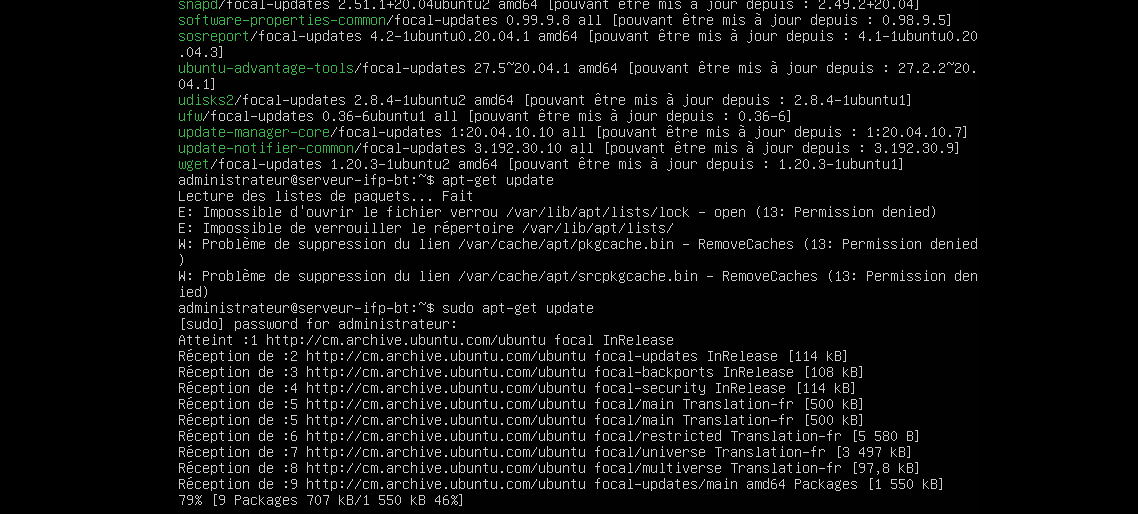 snapd/focal-updates 2.51.1+20.04ubuntu2 amd64 [pouvant être mis à jour depuis : 2.49.2+20.04]
software-properties-common/focal-updates 0.99.9.8 all [pouvant être mis à jour depuis : 0.98.9.5]
sosreport/focal-updates 4.2-1ubuntu0.20.04.1 amd64 [pouvant être mis à jour depuis : 4.1-1ubuntu0.20
.04.3]
ubuntu-advantage-tools/focal-updates 27.5~20.04.1 amd64 [pouvant être mis à jour depuis : 27.2.2~20.
04.1]
udisks2/focal-updates 2.8.4-1ubuntu2 amd64 [pouvant être mis à jour depuis : 2.8.4-1ubuntu1]
ufw/focal-updates 0.36-6ubuntu1 all [pouvant être mis à jour depuis : 0.36-6]
update-manager-core/focal-updates 1:20.04.10.10 all [pouvant être mis à jour depuis : 1:20.04.10.7]
update-notifier-common/focal-updates 3.192.30.10 all [pouvant être mis à jour depuis : 3.192.30.9]
wget/focal-updates 1.20.3-1ubuntu2 amd64 [pouvant être mis à jour depuis : 1.20.3-1ubuntu1]
administrateur@serveur-ifp-bt:~$ apt-get update
Lecture des listes de paquets... Fait
E: Impossible d'ouvrir le fichier verrou /var/lib/apt/lists/lock - open (13: Permission denied)
E: Impossible de verrouiller le répertoire /var/lib/apt/lists/
W: Problème de suppression du lien /var/cache/apt/pkgcache.bin - RemoveCaches (13: Permission denied
)
W: Problème de suppression du lien /var/cache/apt/srcpkgcache.bin - RemoveCaches (13: Permission den
ied)
administrateur@serveur-ifp-bt:~$ sudo apt-get update
[sudo] password for administrateur:
Atteint :1 http://cm.archive.ubuntu.com/ubuntu focal InRelease
Réception de :2 http://cm.archive.ubuntu.com/ubuntu focal-updates InRelease [114 kB]
Réception de :3 http://cm.archive.ubuntu.com/ubuntu focal-backports InRelease [108 kB]
Réception de :4 http://cm.archive.ubuntu.com/ubuntu focal-security InRelease [114 kB]
Réception de :5 http://cm.archive.ubuntu.com/ubuntu focal/main Translation-fr [500 kB]
Réception de :5 http://cm.archive.ubuntu.com/ubuntu focal/main Translation-fr [500 kB]
Réception de :6 http://cm.archive.ubuntu.com/ubuntu focal/restricted Translation-fr [5 580 B]
Réception de :7 http://cm.archive.ubuntu.com/ubuntu focal/universe Translation-fr [3 497 kB]
Réception de :8 http://cm.archive.ubuntu.com/ubuntu focal/multiverse Translation-fr [97,8 kB]
Réception de :9 http://cm.archive.ubuntu.com/ubuntu focal-updates/main amd64 Packages [1 550 kB]
79% [9 Packages 707 kB/1 550 kB 46%]